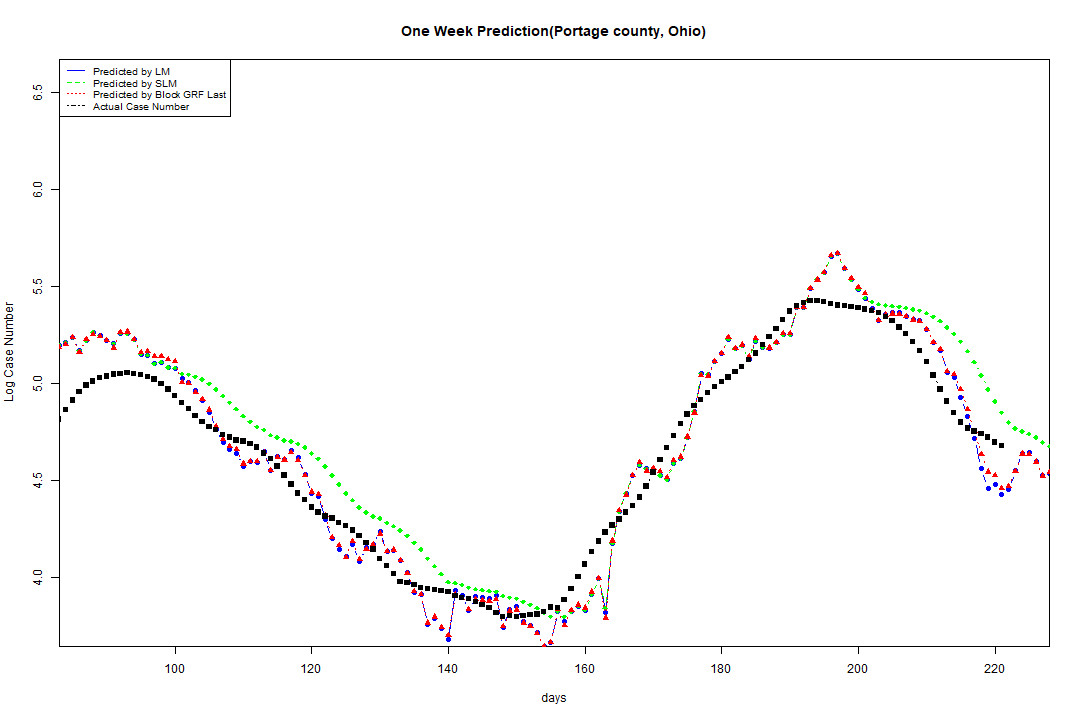 One Week Prediction(Portage county, Ohio)
Predicted by LM
Predicted by SLM
Predicted by Block GRF Last
Actual Case Number
6.5
6.0
5.5
5.0
4.5
4.0
Log Case Number
100 120 140 160 180 200 220
days